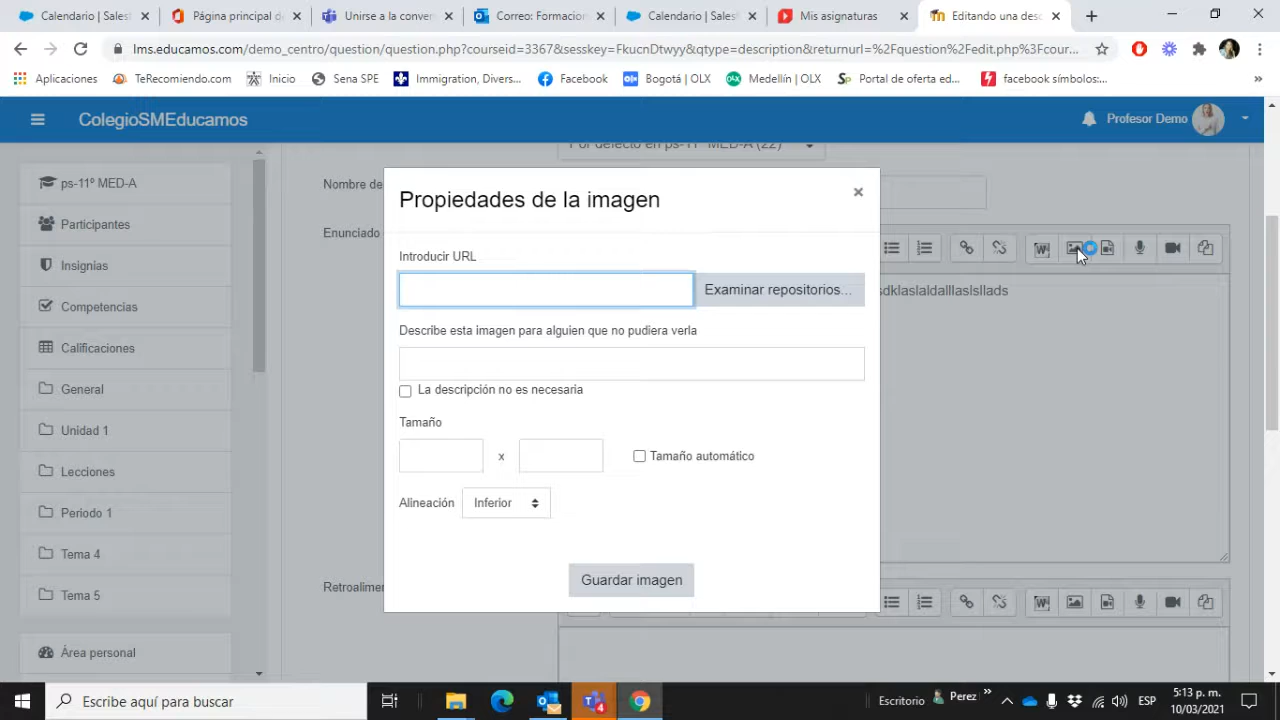 Calendario | Sales
Página principal de
Unirse a la conver
Correo: Formacion
Calendario | Sales
Mis asignaturas
Editando una des
lms.educamos.com/demo_centro/question/question.php?courseid=3367&sesskey=FkucnDtwyy&qtype=description&returnurl=%2Fquestion%2Fedit.php%3Fcour...
Aplicaciones
TeRecomiendo.com
Inicio
Sena SPE
Immigration, Divers...
Facebook
Bogotá | OLX
Medellín | OLX
Portal de oferta ed...
facebook símbolos:...
»
ColegioSMEducamos
Profesor Demo
Por defecto en ps-11º MED-A (22)
ps-11º MED-A
Participantes
Insignias
Competencias
Calificaciones
General
Unidad 1
Lecciones
Periodo 1
Tema 4
Tema 5
Área personal
Nombre de
Enunciado
sdklaslaldaillaslsllads
Retroalime
Propiedades de la imagen
×
Introducir URL
Examinar repositorios...
Describe esta imagen para alguien que no pudiera verla
La descripción no es necesaria
Tamaño
x
Tamaño automático
Alineación
Inferior
Guardar imagen
Escribe aquí para buscar
4
Escritorio
Perez
»
ESP
5:13 p. m.
10/03/2021